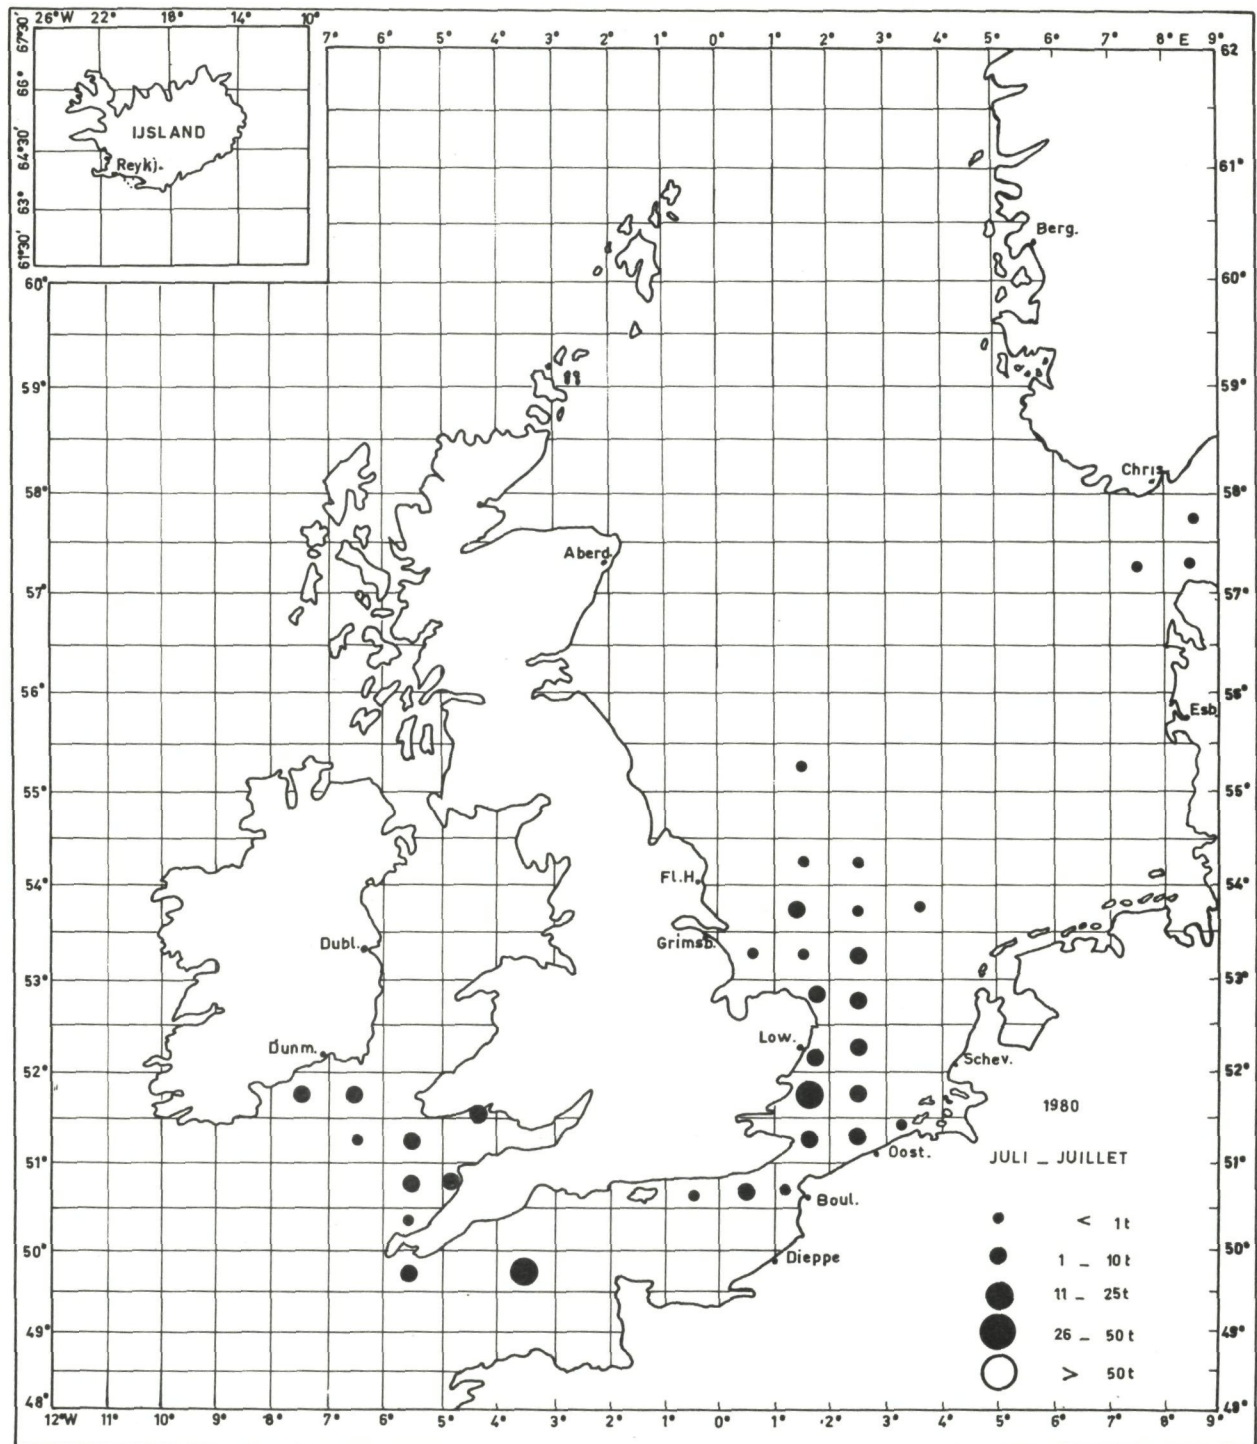 26°W 22° 18° 14° 10°
67°30'
66°
64°30'
63°
61°30'
IJSLAND
Reykj.
7° 6° 5° 4° 3° 2° 1° 0° 1° 2° 3° 4° 5° 6° 7° 8° E 9°
62
61°
60° 60°
59° 59°
58° 58°
57° 57°
56° 56°
55° 55°
54° 54°
53° 53°
52° 52°
51° 51°
50° 50°
49° 49°
48° 48°
Berg.
Chris
Aberd.
Esb
Fl.H.
Dubl.
Grimsb.
Dunm.
Low.
Schev.
Oost.
Boul.
Dieppe
1980
JULI _ JUILLET
< 1t
1 _ 10t
11 _ 25t
26 _ 50t
> 50t
12°W 11° 10° 9° 8° 7° 6° 5° 4° 3° 2° 1° 0° 1° 2° 3° 4° 5° 6° 7° 8° 9°